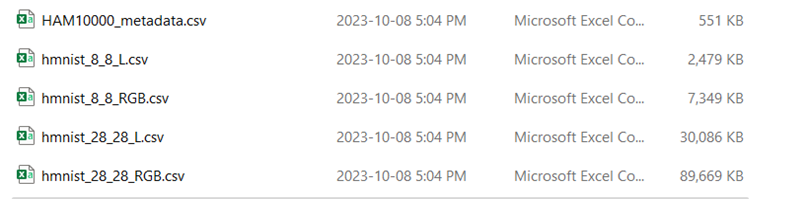 HAM10000_metadata.csv 2023-10-08 5:04 PM Microsoft Excel Co... 551 KB
hmnist_8_8_L.csv 2023-10-08 5:04 PM Microsoft Excel Co... 2,479 KB
hmnist_8_8_RGB.csv 2023-10-08 5:04 PM Microsoft Excel Co... 7,349 KB
hmnist_28_28_L.csv 2023-10-08 5:04 PM Microsoft Excel Co... 30,086 KB
hmnist_28_28_RGB.csv 2023-10-08 5:04 PM Microsoft Excel Co... 89,669 KB